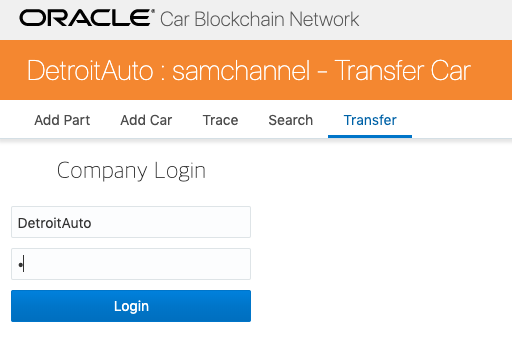 ORACLE® Car Blockchain Network
DetroitAuto : samchannel - Transfer Car
Add Part Add Car Trace Search Transfer
Company Login
DetroitAuto
•
Login